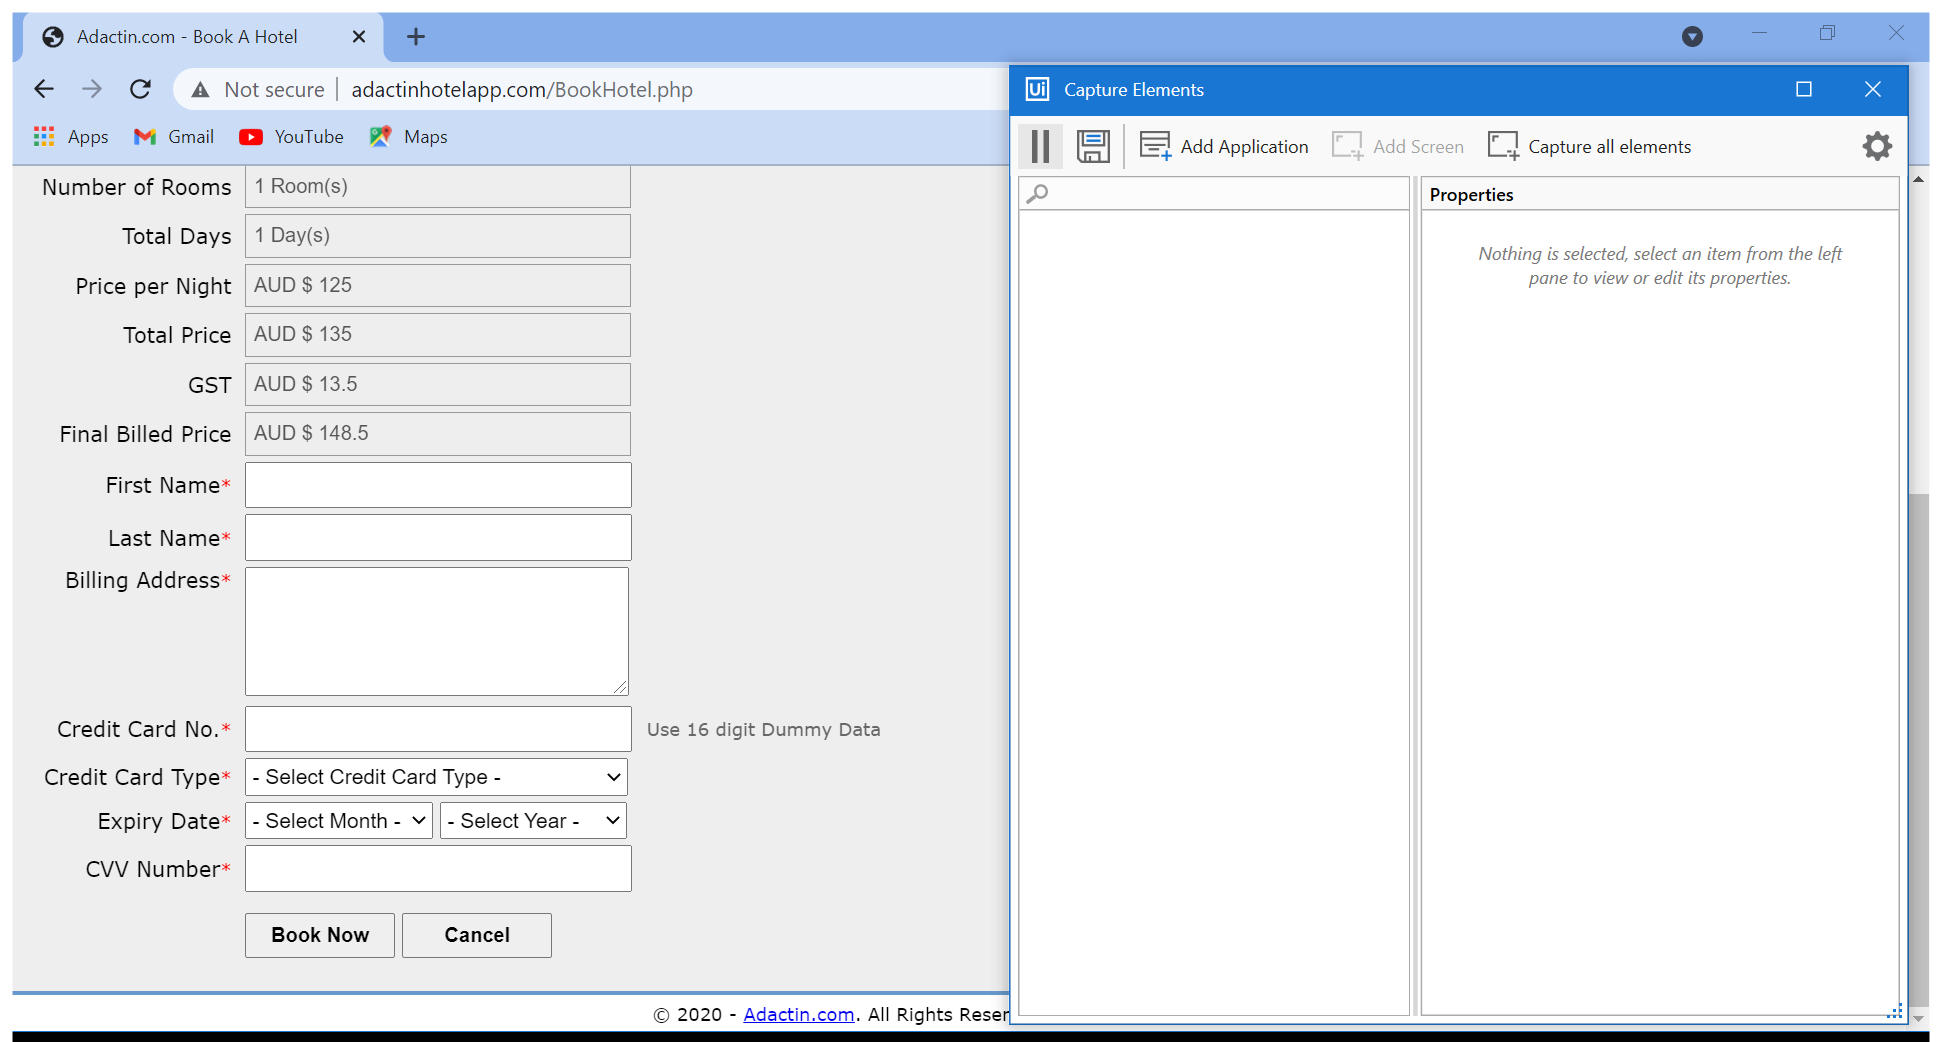 Adactin.com - Book A Hotel
Not secure | adactinhotelapp.com/BookHotel.php
Apps Gmail YouTube Maps
Number of Rooms 1 Room(s)
Total Days 1 Day(s)
Price per Night AUD $ 125
Total Price AUD $ 135
GST AUD $ 13.5
Final Billed Price AUD $ 148.5
First Name*
Last Name*
Billing Address*
Credit Card No.* Use 16 digit Dummy Data
Credit Card Type* - Select Credit Card Type -
Expiry Date* - Select Month - - Select Year -
CVV Number*
Book Now Cancel
© 2020 - Adactin.com. All Rights Reser
Ui Capture Elements
Add Application Add Screen Capture all elements
Properties
Nothing is selected, select an item from the left
pane to view or edit its properties.